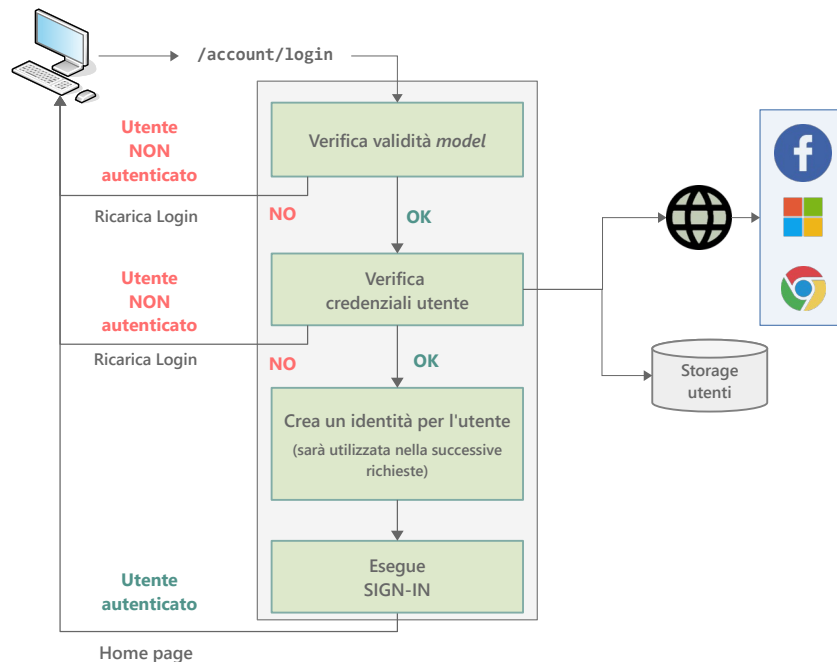 /account/login
Utente
NON
autenticato
Verifica validità model
Ricarica Login
NO
OK
Utente
NON
autenticato
Verifica
credenziali utente
Ricarica Login
NO
OK
Storage
utenti
Crea un identità per l'utente
(sarà utilizzata nella successive
richieste)
Esegue
SIGN-IN
Utente
autenticato
Home page